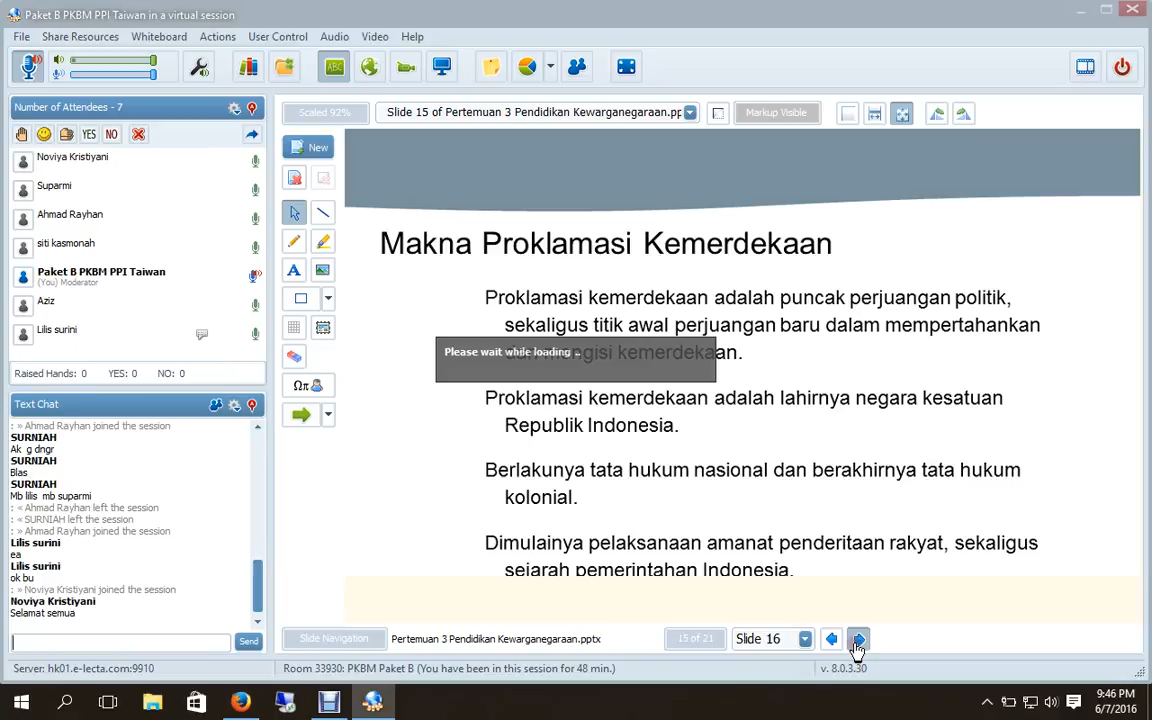 Paket B PKBM PPI Taiwan in a virtual session
File Share Resources Whiteboard Actions User Control Audio Video Help
Number of Attendees - 7
YES NO
Noviya Kristiyani
Suparmi
Ahmad Rayhan
siti kasmonah
Paket B PKBM PPI Taiwan
(You) Moderator
Aziz
Lilis surini
Raised Hands: 0 YES: 0 NO: 0
Text Chat
: » Ahmad Rayhan joined the session
SURNIAH
Ak g dngr
SURNIAH
Blas
SURNIAH
Mb lilis mb suparmi
: « Ahmad Rayhan left the session
: « SURNIAH left the session
: » Ahmad Rayhan joined the session
Lilis surini
ea
Lilis surini
ok bu
: » Noviya Kristiyani joined the session
Noviya Kristiyani
Selamat semua
Send
Scaled 92%
Slide 15 of Pertemuan 3 Pendidikan Kewarganegaraan.pp
Markup Visible
New
A
Ωπ
ABC
Makna Proklamasi Kemerdekaan
Proklamasi kemerdekaan adalah puncak perjuangan politik,
sekaligus titik awal perjuangan baru dalam mempertahankan
dan mengisi kemerdekaan.
Please wait while loading ..
Proklamasi kemerdekaan adalah lahirnya negara kesatuan
Republik Indonesia.
Berlakunya tata hukum nasional dan berakhirnya tata hukum
kolonial.
Dimulainya pelaksanaan amanat penderitaan rakyat, sekaligus
sejarah pemerintahan Indonesia.
Slide Navigation Pertemuan 3 Pendidikan Kewarganegaraan.pptx 15 of 21 Slide 16
Server: hk01.e-lecta.com:9910 Room 33930: PKBM Paket B (You have been in this session for 48 min.) v. 8.0.3.30
9:46 PM
6/7/2016